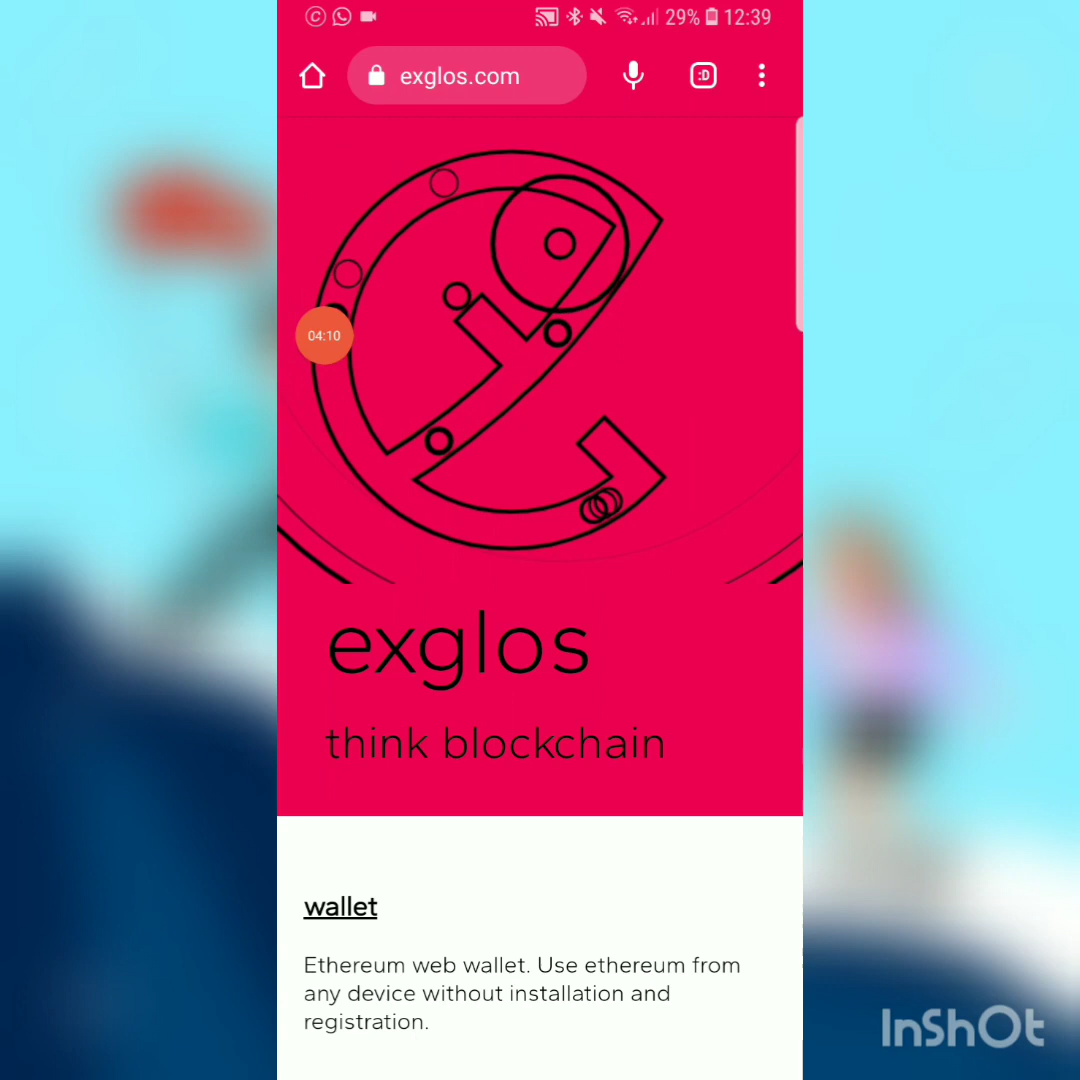 29% 12:39
exglos.com
:D
04:10
exglos
think blockchain
wallet
Ethereum web wallet. Use ethereum from
any device without installation and
registration.
InShOt